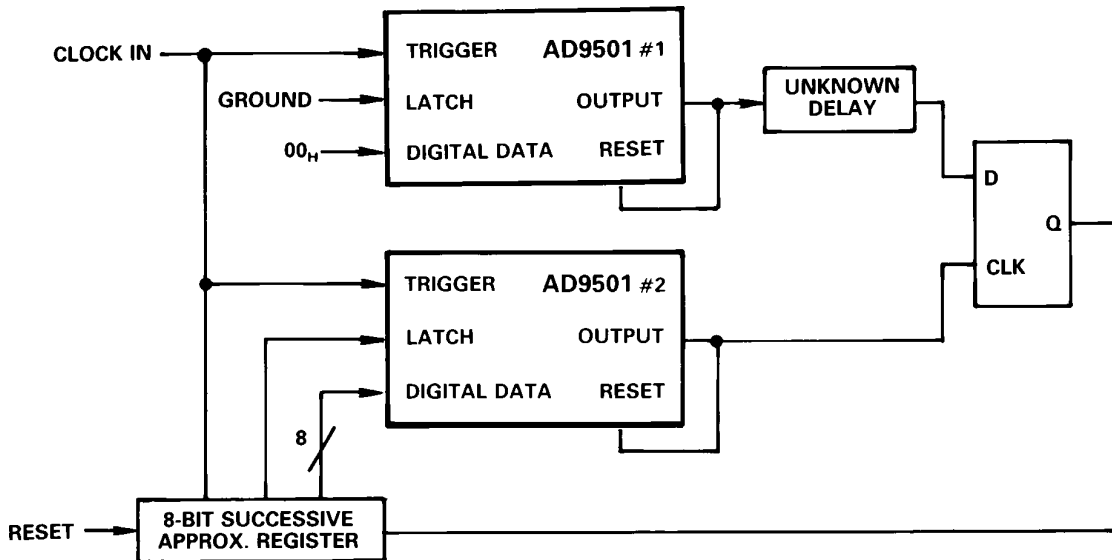 CLOCK IN
TRIGGER AD9501 #1
GROUND
LATCH OUTPUT
00H
DIGITAL DATA RESET
UNKNOWN
DELAY
D
Q
CLK
TRIGGER AD9501 #2
LATCH OUTPUT
DIGITAL DATA RESET
8
RESET
8-BIT SUCCESSIVE
APPROX. REGISTER